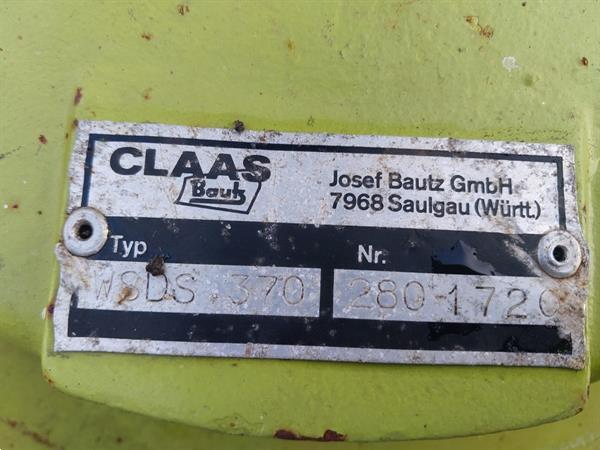 CLAAS
Bautz
Josef Bautz GmbH
7968 Saulgau (Württ.)
Typ
Nr.
WSDS 370
280-1720